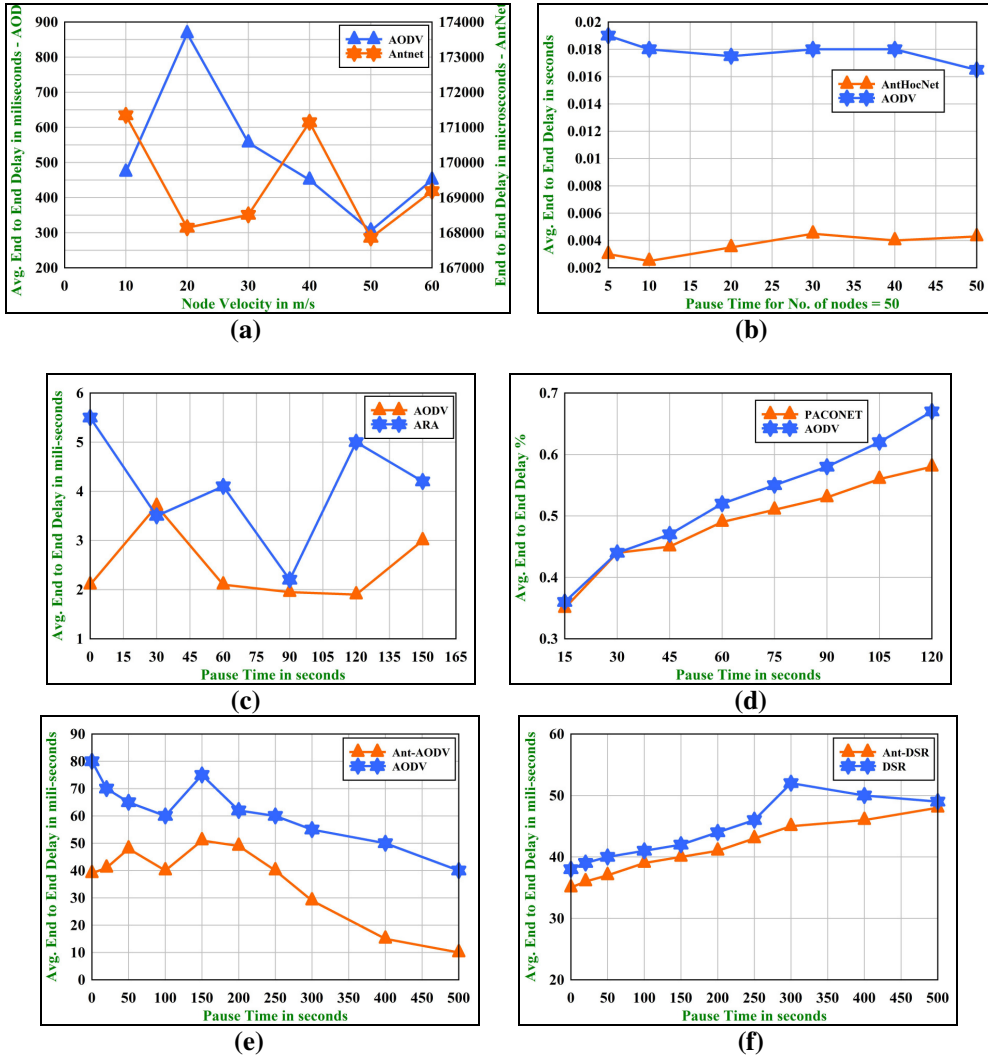 Avg. End to End Delay in miliseconds - AOD
900
800
700
600
500
400
300
200
0 10 20 30 40 50 60
Node Velocity in m/s
174000
173000
172000
171000
170000
169000
168000
167000
End to End Delay in microscconds - AntNet
AODV
Antnet
(a)
Avg. End to End Delay in seconds
0.02
0.018
0.016
0.014
0.012
0.01
0.008
0.006
0.004
0.002
5 10 15 20 25 30 35 40 45 50
Pause Time for No. of nodes = 50
AntHocNet
AODV
(b)
Avg. End to End Delay in mili-seconds
6
5
4
3
2
1
0 15 30 45 60 75 90 105 120 135 150 165
Pause Time in seconds
AODV
ARA
(c)
Avg. End to End Delay %
0.7
0.6
0.5
0.4
0.3
15 30 45 60 75 90 105 120
Pause Time in seconds
PACONET
AODV
(d)
Avg. End to End Delay in mili-seconds
90
80
70
60
50
40
30
20
10
0
0 50 100 150 200 250 300 350 400 450 500
Pause Time in seconds
Ant-AODV
AODV
(e)
Avg. End to End Delay in mili-seconds
60
50
40
30
20
0 50 100 150 200 250 300 350 400 450 500
Pause Time in seconds
Ant-DSR
DSR
(f)